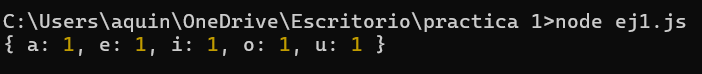 C:\Users\aquin\OneDrive\Escritorio\practica 1>node ej1.js
{ a: 1, e: 1, i: 1, o: 1, u: 1 }